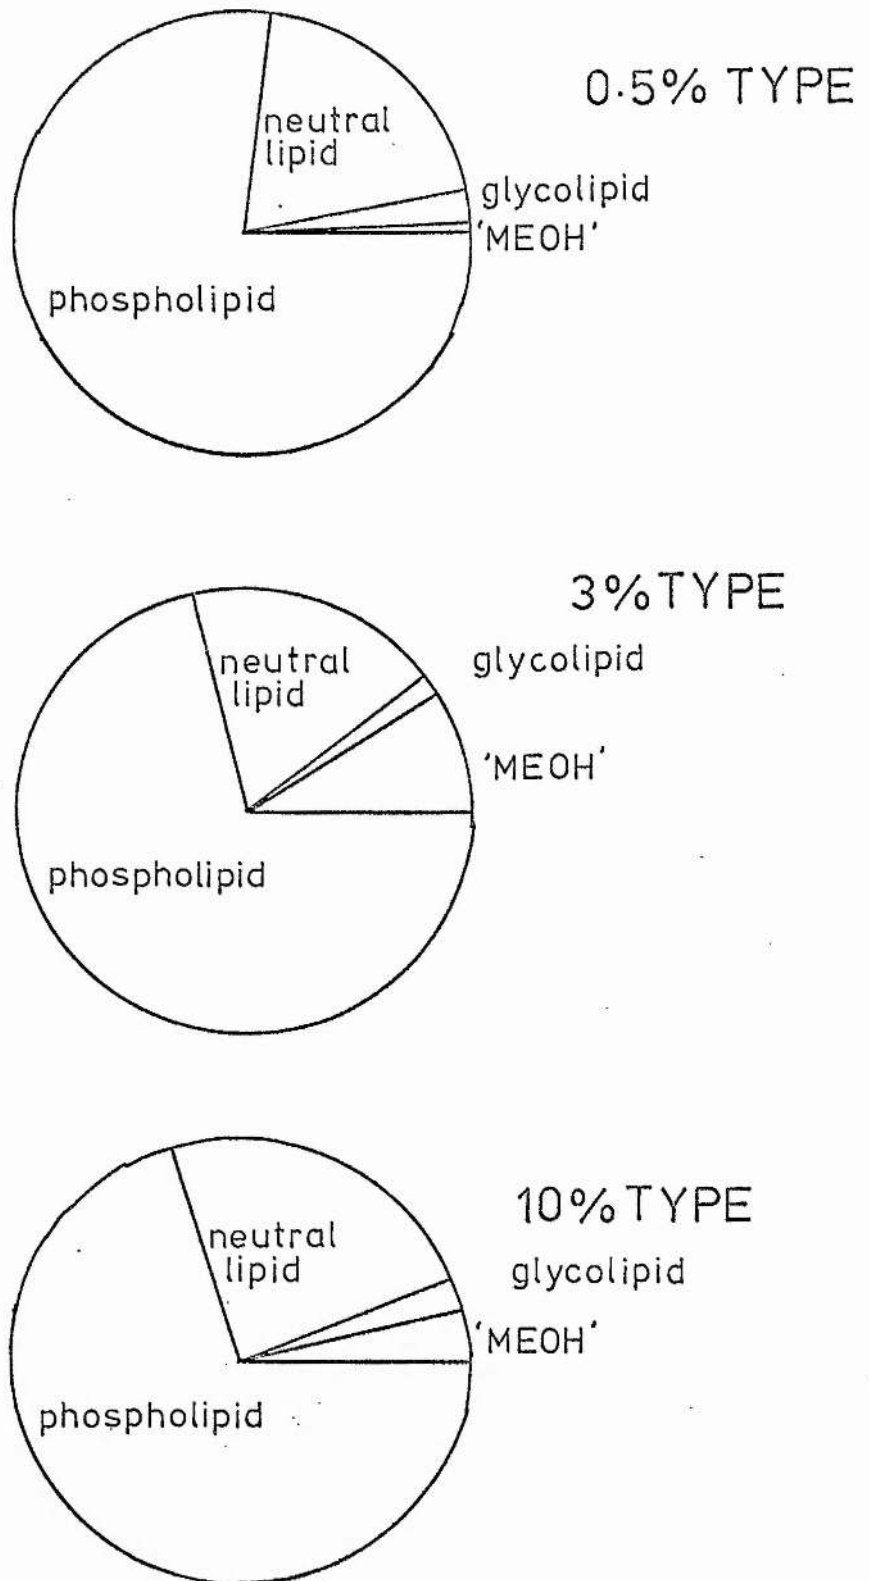 0·5% TYPE
neutral
lipid
glycolipid
'MEOH'
phospholipid
3% TYPE
neutral
lipid
glycolipid
'MEOH'
phospholipid
10% TYPE
neutral
lipid
glycolipid
'MEOH'
phospholipid